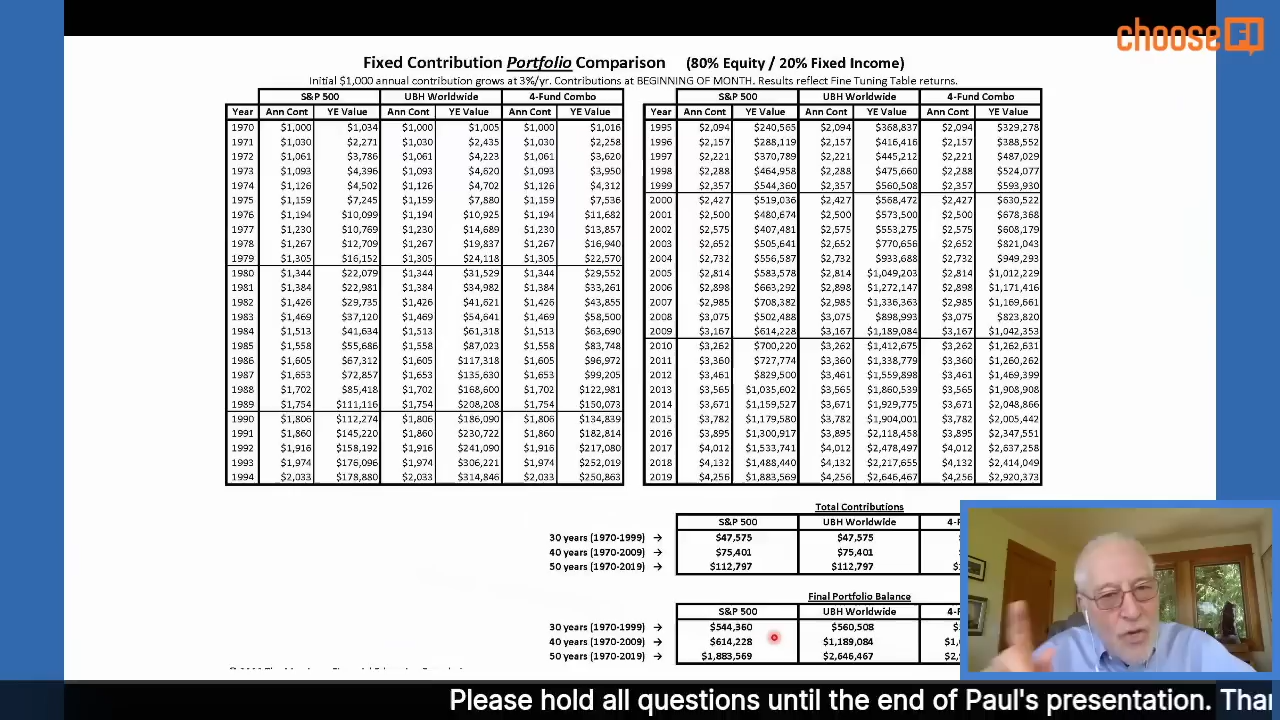 choose FI
Fixed Contribution Portfolio Comparison (80% Equity / 20% Fixed Income)
Initial $1,000 annual contribution grows at 3%/yr. Contributions at BEGINNING OF MONTH. Results reflect Fine Tuning Table returns.
S&P 500 UBH Worldwide 4-Fund Combo
Year Ann Cont YE Value Ann Cont YE Value Ann Cont YE Value
1970 $1,000 $1,034 $1,000 $1,005 $1,000 $1,016
1971 $1,030 $2,271 $1,030 $2,435 $1,030 $2,258
1972 $1,061 $3,786 $1,061 $4,223 $1,061 $3,620
1973 $1,093 $4,396 $1,093 $4,620 $1,093 $3,950
1974 $1,126 $4,502 $1,126 $4,702 $1,126 $4,312
1975 $1,159 $7,245 $1,159 $7,880 $1,159 $7,536
1976 $1,194 $10,099 $1,194 $10,925 $1,194 $11,682
1977 $1,230 $10,769 $1,230 $14,689 $1,230 $13,857
1978 $1,267 $12,709 $1,267 $19,837 $1,267 $16,940
1979 $1,305 $16,152 $1,305 $24,118 $1,305 $22,570
1980 $1,344 $22,079 $1,344 $31,529 $1,344 $29,552
1981 $1,384 $22,981 $1,384 $34,982 $1,384 $33,261
1982 $1,426 $29,735 $1,426 $41,621 $1,426 $43,855
1983 $1,469 $37,120 $1,469 $54,641 $1,469 $58,500
1984 $1,513 $41,634 $1,513 $61,318 $1,513 $63,690
1985 $1,558 $55,686 $1,558 $87,023 $1,558 $83,748
1986 $1,605 $67,312 $1,605 $117,318 $1,605 $96,972
1987 $1,653 $72,857 $1,653 $135,630 $1,653 $99,205
1988 $1,702 $85,418 $1,702 $168,600 $1,702 $122,981
1989 $1,754 $111,116 $1,754 $208,208 $1,754 $150,073
1990 $1,806 $112,274 $1,806 $186,090 $1,806 $134,839
1991 $1,860 $145,220 $1,860 $230,722 $1,860 $182,814
1992 $1,916 $158,192 $1,916 $241,090 $1,916 $217,080
1993 $1,974 $176,096 $1,974 $306,221 $1,974 $252,019
1994 $2,033 $178,880 $2,033 $314,846 $2,033 $250,863
S&P 500 UBH Worldwide 4-Fund Combo
Year Ann Cont YE Value Ann Cont YE Value Ann Cont YE Value
1995 $2,094 $240,565 $2,094 $368,837 $2,094 $329,278
1996 $2,157 $288,119 $2,157 $416,416 $2,157 $388,552
1997 $2,221 $370,789 $2,221 $445,212 $2,221 $487,029
1998 $2,288 $464,958 $2,288 $475,660 $2,288 $524,077
1999 $2,357 $544,360 $2,357 $560,508 $2,357 $593,930
2000 $2,427 $519,036 $2,427 $568,472 $2,427 $630,522
2001 $2,500 $480,674 $2,500 $573,500 $2,500 $678,368
2002 $2,575 $407,481 $2,575 $553,275 $2,575 $608,179
2003 $2,652 $505,641 $2,652 $770,656 $2,652 $821,043
2004 $2,732 $556,587 $2,732 $933,688 $2,732 $949,293
2005 $2,814 $583,578 $2,814 $1,049,203 $2,814 $1,012,229
2006 $2,898 $663,292 $2,898 $1,272,147 $2,898 $1,171,416
2007 $2,985 $708,382 $2,985 $1,336,363 $2,985 $1,169,661
2008 $3,075 $502,488 $3,075 $898,993 $3,075 $823,820
2009 $3,167 $614,228 $3,167 $1,189,084 $3,167 $1,042,353
2010 $3,262 $700,220 $3,262 $1,412,675 $3,262 $1,262,631
2011 $3,360 $727,774 $3,360 $1,338,779 $3,360 $1,260,262
2012 $3,461 $829,500 $3,461 $1,559,898 $3,461 $1,469,399
2013 $3,565 $1,035,602 $3,565 $1,860,539 $3,565 $1,908,908
2014 $3,671 $1,159,527 $3,671 $1,929,775 $3,671 $2,048,866
2015 $3,782 $1,179,580 $3,782 $1,904,001 $3,782 $2,005,442
2016 $3,895 $1,300,917 $3,895 $2,118,458 $3,895 $2,347,551
2017 $4,012 $1,533,741 $4,012 $2,478,497 $4,012 $2,637,258
2018 $4,132 $1,488,440 $4,132 $2,217,655 $4,132 $2,414,049
2019 $4,256 $1,883,569 $4,256 $2,646,467 $4,256 $2,920,373
Total Contributions
S&P 500 UBH Worldwide 4-F
30 years (1970-1999) → $47,575 $47,575
40 years (1970-2009) → $75,401 $75,401
50 years (1970-2019) → $112,797 $112,797
Final Portfolio Balance
S&P 500 UBH Worldwide 4-F
30 years (1970-1999) → $544,360 $560,508
40 years (1970-2009) → $614,228 $1,189,084
50 years (1970-2019) → $1,883,569 $2,646,467
Please hold all questions until the end of Paul's presentation. Tha